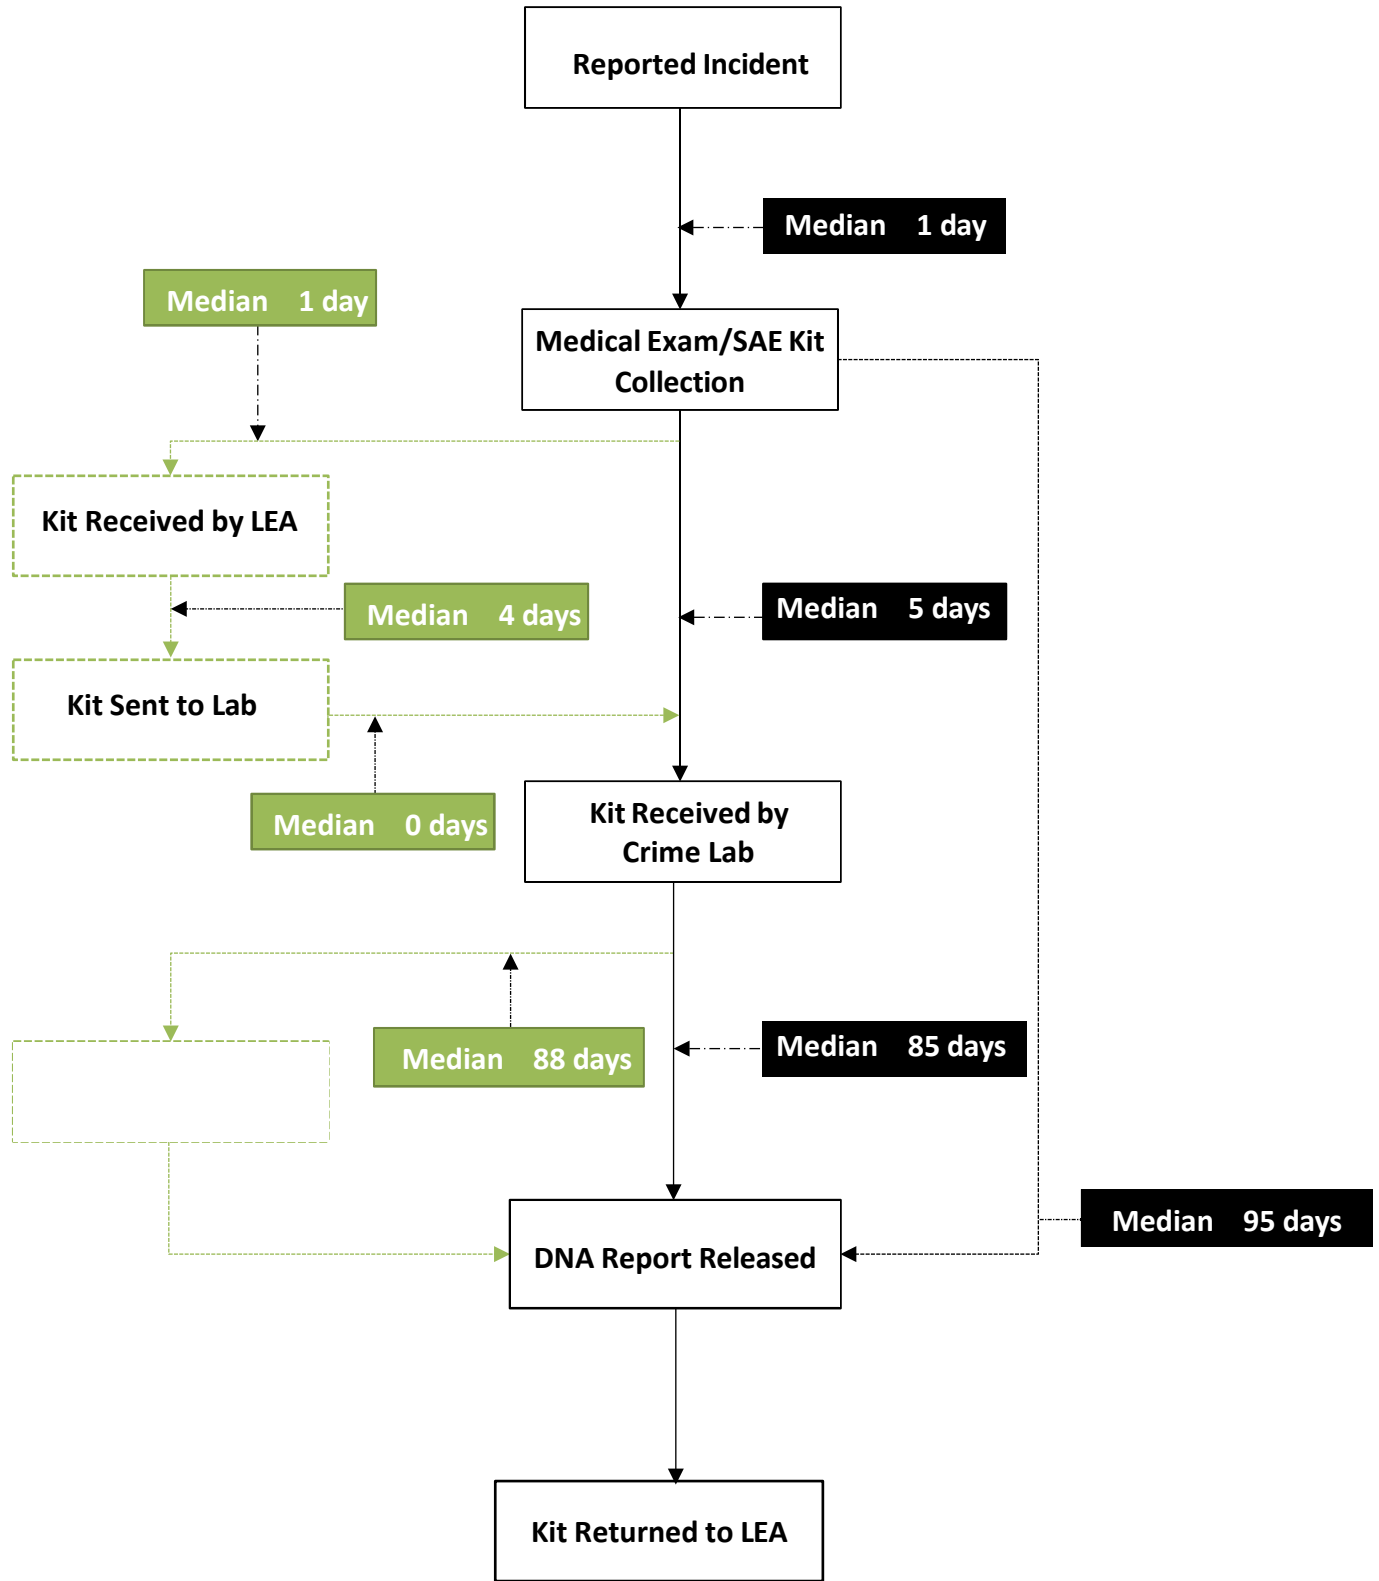 Reported Incident
Median 1 day
Median 1 day
Medical Exam/SAE Kit
Collection
Kit Received by LEA
Median 4 days
Median 5 days
Kit Sent to Lab
Median 0 days
Kit Received by
Crime Lab
Median 88 days
Median 85 days
Median 95 days
DNA Report Released
Kit Returned to LEA